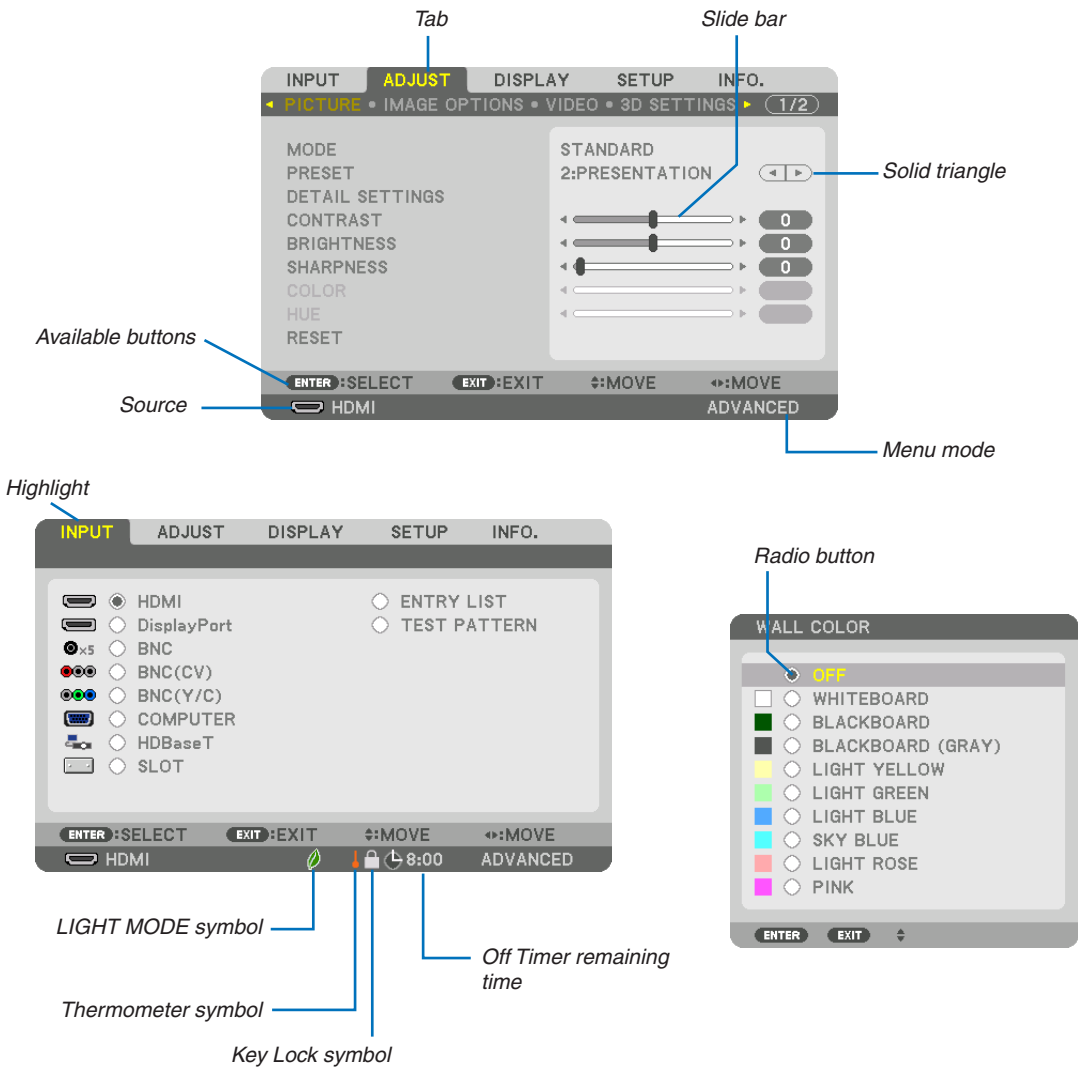 Tab
Slide bar
INPUT ADJUST DISPLAY SETUP INFO.
PICTURE • IMAGE OPTIONS • VIDEO • 3D SETTINGS 1/2
MODE STANDARD
PRESET 2:PRESENTATION
Solid triangle
DETAIL SETTINGS
CONTRAST 0
BRIGHTNESS 0
SHARPNESS 0
COLOR
HUE
RESET
Available buttons
ENTER :SELECT EXIT :EXIT :MOVE :MOVE
Source
HDMI ADVANCED
Menu mode
Highlight
INPUT ADJUST DISPLAY SETUP INFO.
HDMI ENTRY LIST
DisplayPort TEST PATTERN
×5 BNC
BNC(CV)
BNC(Y/C)
COMPUTER
HDBaseT
SLOT
ENTER :SELECT EXIT :EXIT :MOVE :MOVE
HDMI 8:00 ADVANCED
LIGHT MODE symbol
Off Timer remaining
time
Thermometer symbol
Key Lock symbol
Radio button
WALL COLOR
OFF
WHITEBOARD
BLACKBOARD
BLACKBOARD (GRAY)
LIGHT YELLOW
LIGHT GREEN
LIGHT BLUE
SKY BLUE
LIGHT ROSE
PINK
ENTER EXIT